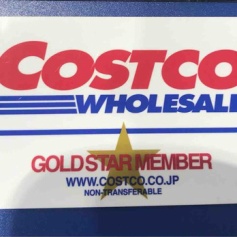 COSTCO
WHOLESALE
GOLD STAR MEMBER
WWW.COSTCO.CO.JP
NON-TRANSFERABLE